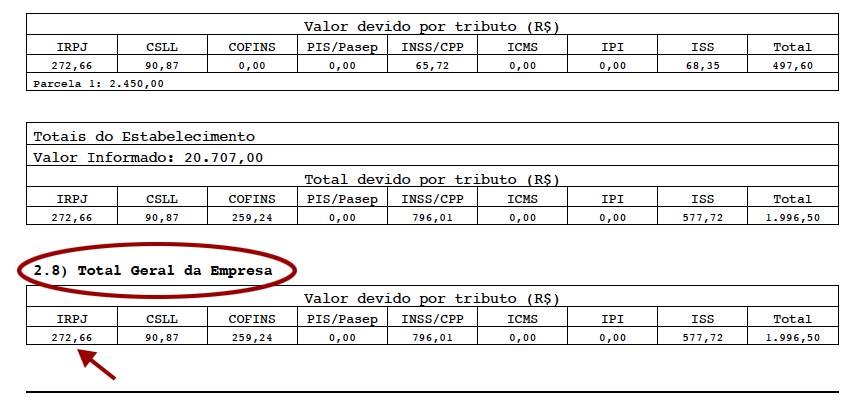 Valor devido por tributo (R$)
IRPJ CSLL COFINS PIS/Pasep INSS/CPP ICMS IPI ISS Total
272,66 90,87 0,00 0,00 65,72 0,00 0,00 68,35 497,60
Parcela 1: 2.450,00
Totais do Estabelecimento
Valor Informado: 20.707,00
Total devido por tributo (R$)
IRPJ CSLL COFINS PIS/Pasep INSS/CPP ICMS IPI ISS Total
272,66 90,87 259,24 0,00 796,01 0,00 0,00 577,72 1.996,50
2.8) Total Geral da Empresa
Valor devido por tributo (R$)
IRPJ CSLL COFINS PIS/Pasep INSS/CPP ICMS IPI ISS Total
272,66 90,87 259,24 0,00 796,01 0,00 0,00 577,72 1.996,50